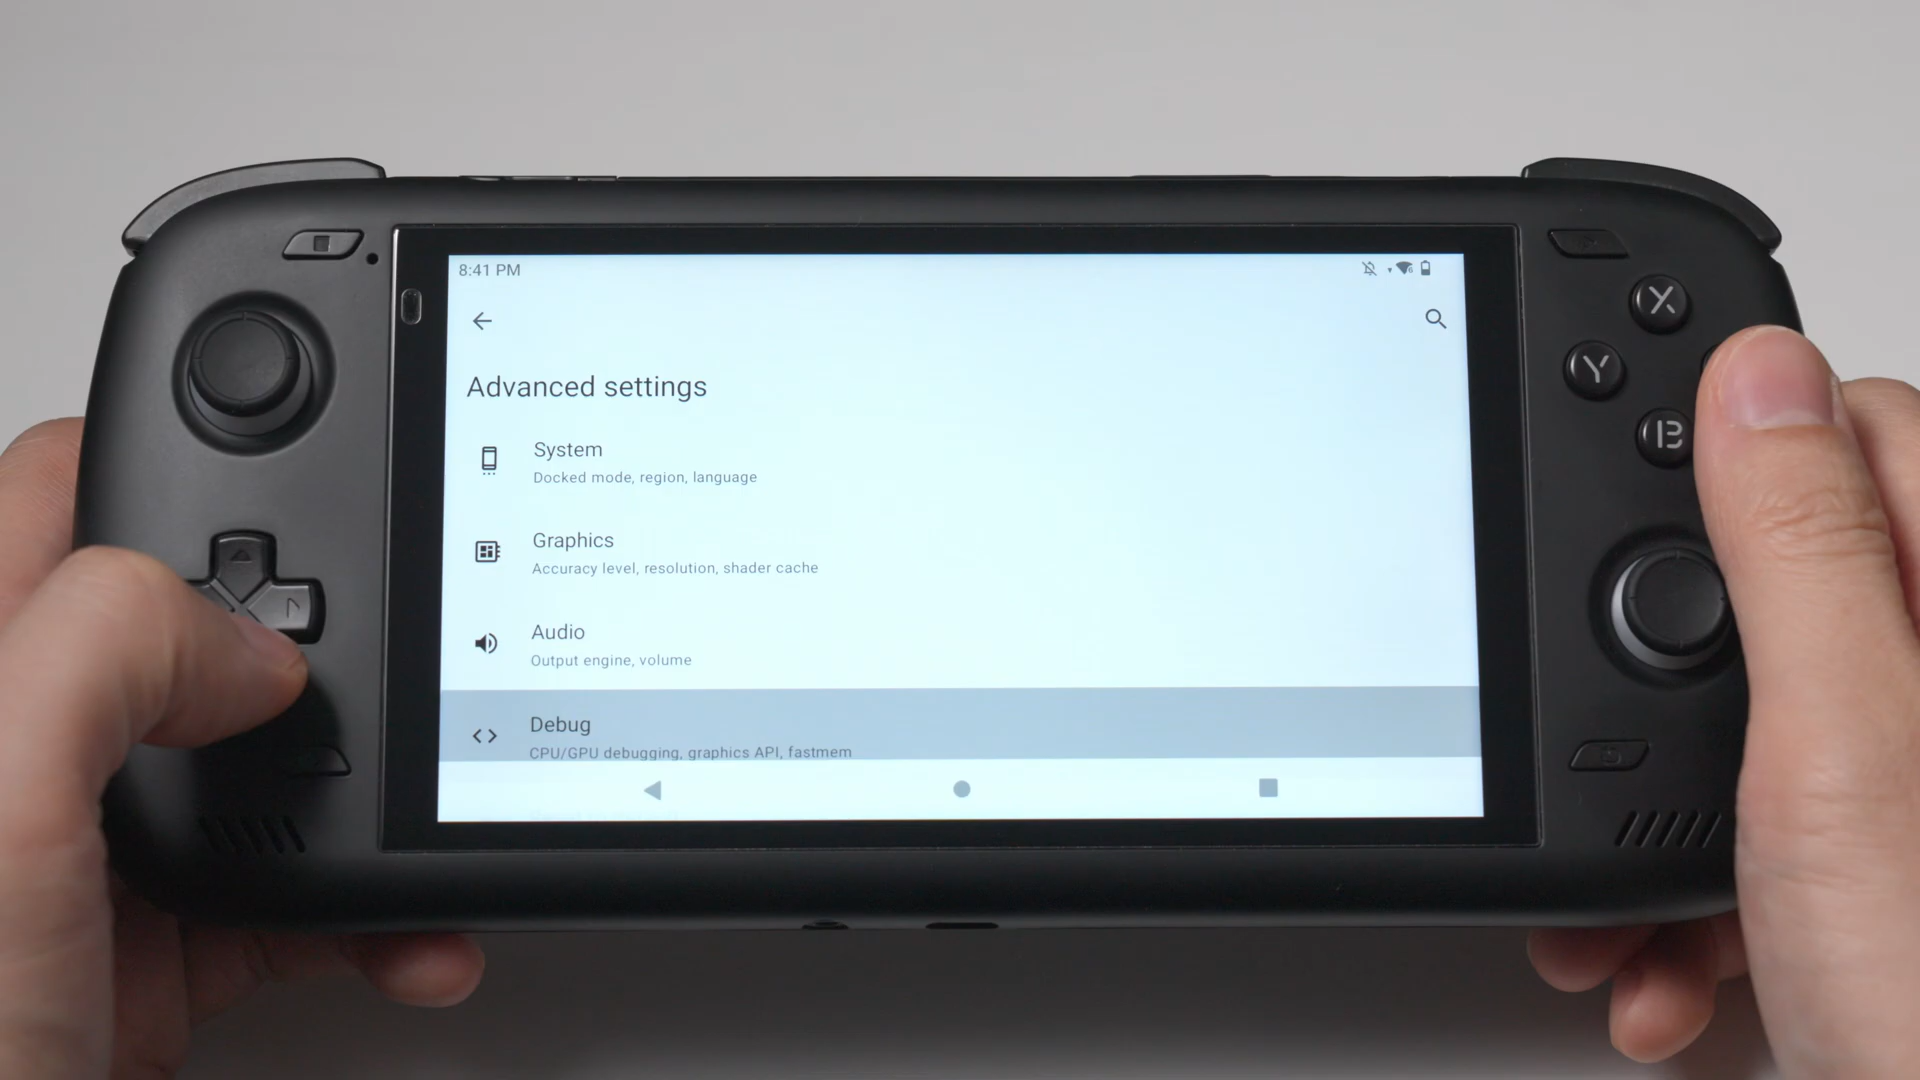 8:41 PM
Advanced settings
System
Docked mode, region, language
Graphics
Accuracy level, resolution, shader cache
Audio
Output engine, volume
Debug
CPU/GPU debugging, graphics API, fastmem
X
Y
B